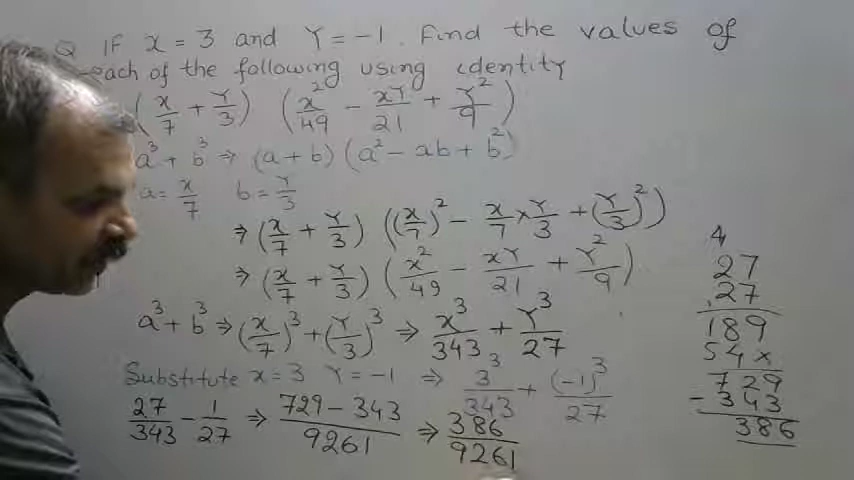 Q IF x = 3 and Y = -1. Find the values of
each of the following using identity
(x/7 + Y/3) (x²/49 - xY/21 + Y²/9)
a³ + b³ ⇒ (a + b) (a² - ab + b²)
a = x/7 b = Y/3
⇒ (x/7 + Y/3) ((x/7)² - x/7 × Y/3 + (Y/3)²)
⇒ (x/7 + Y/3) (x²/49 - xY/21 + Y²/9)
a³ + b³ ⇒ (x/7)³ + (Y/3)³ ⇒ x³/343 + Y³/27
Substitute x = 3 Y = -1 ⇒ 3³/343 + (-1)³/27
27/343 - 1/27 ⇒ 729 - 343/9261 ⇒ 386/9261
4
27
27
189
54x
729
- 343
386